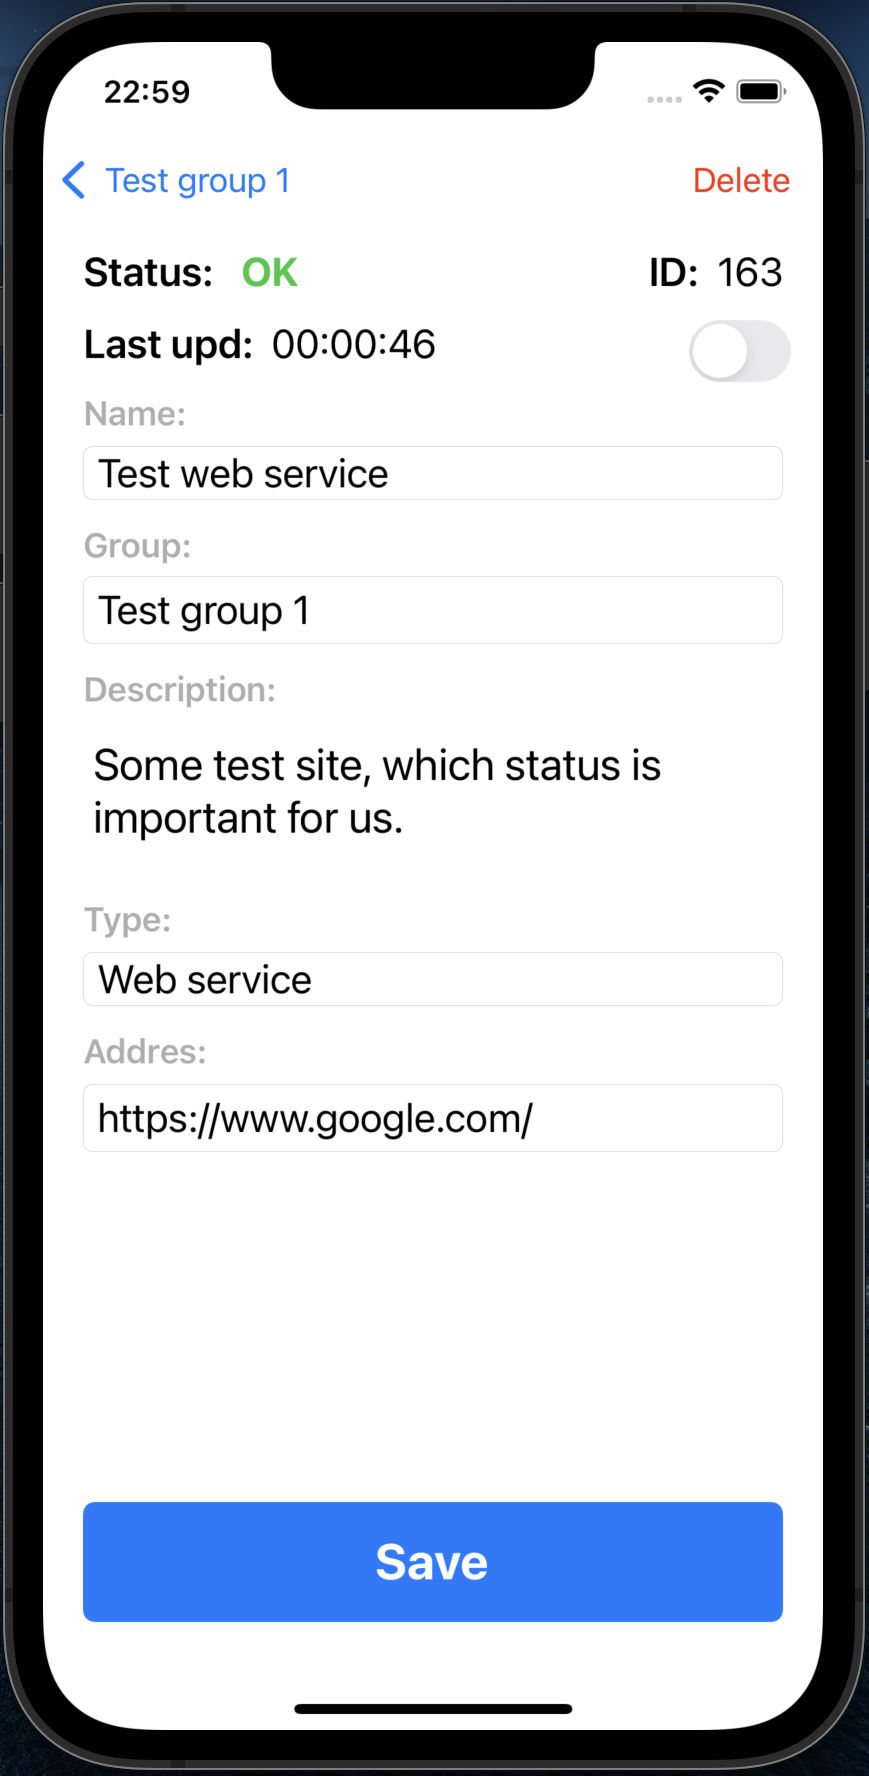 22:59
Test group 1 Delete
Status: OK ID: 163
Last upd: 00:00:46
Name:
Test web service
Group:
Test group 1
Description:
Some test site, which status is
important for us.
Type:
Web service
Addres:
https://www.google.com/
Save